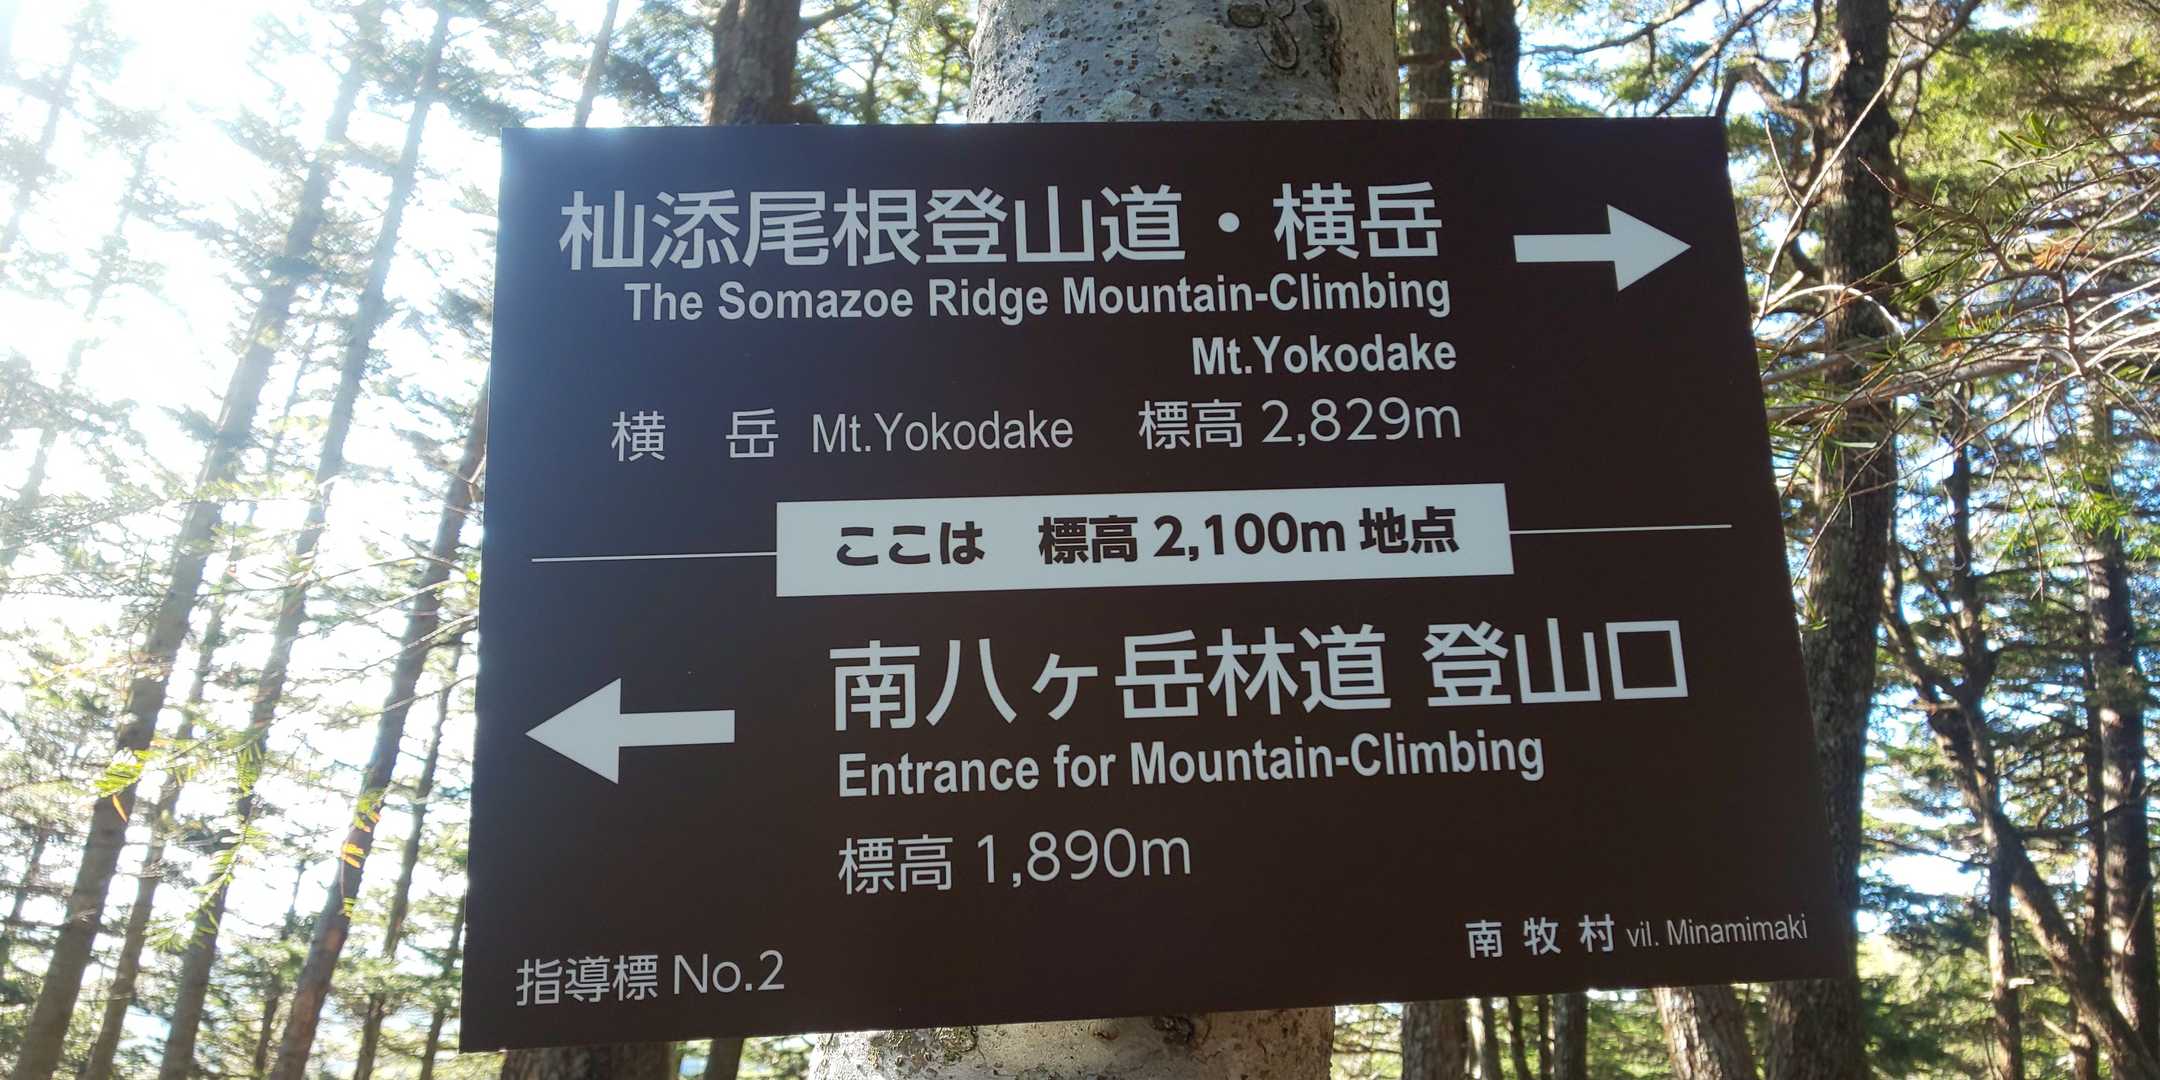 杣添尾根登山道・横岳
The Somazoe Ridge Mountain-Climbing
Mt.Yokodake
横 岳 Mt.Yokodake 標高 2,829m
ここは 標高 2,100m 地点
南八ヶ岳林道 登山口
Entrance for Mountain-Climbing
標高 1,890m
南牧村 vil. Minamimaki
指導標 No.2